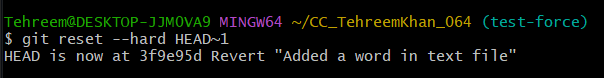 Tehreem@DESKTOP-JJMOVA9 MINGW64 ~/CC_TehreemKhan_064 (test-force)
$ git reset --hard HEAD~1
HEAD is now at 3f9e95d Revert "Added a word in text file"